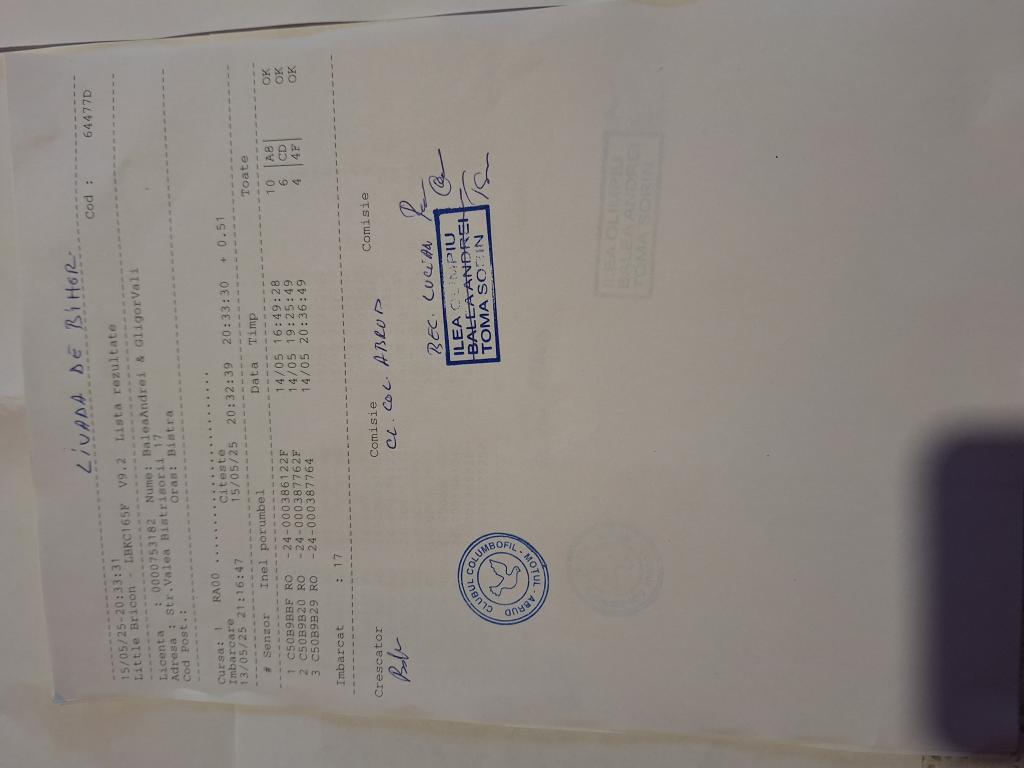 LIVADA DE BIHOR
15/05/25-20:33:31 Cod : 64477D
Little Bricon - LBKC165F V9.2 Lista rezultate
Licenta : 0000753182 Nume: BaleaAndrei & GligorVali
Adresa : Str.Valea Bistrisorii 17
Cod Post.: Oras: Bistra
Cursa: 1 RA00 ..............................
Imbarcare Citeste
13/05/25 21:16:47 15/05/25 20:32:39 20:33:30 + 0.51
# Senzor Inel porumbel Data Timp Toate
1 C50B9BBF RO -24-000386122F 14/05 16:49:28 10 |A8| OK
2 C50B9B20 RO -24-000387762F 14/05 19:25:49 6 |CD| OK
3 C50B9B29 RO -24-000387764 14/05 20:36:49 4 |4F| OK
Imbarcat : 17
Crescator Comisie Comisie
CL. COL. ABRUD
BEC. LUCIAN
ILEA OLIMPIU
BALEA ANDREI
TOMA SORIN
CLUBUL COLUMBOFIL - MOTUL - ABRUD